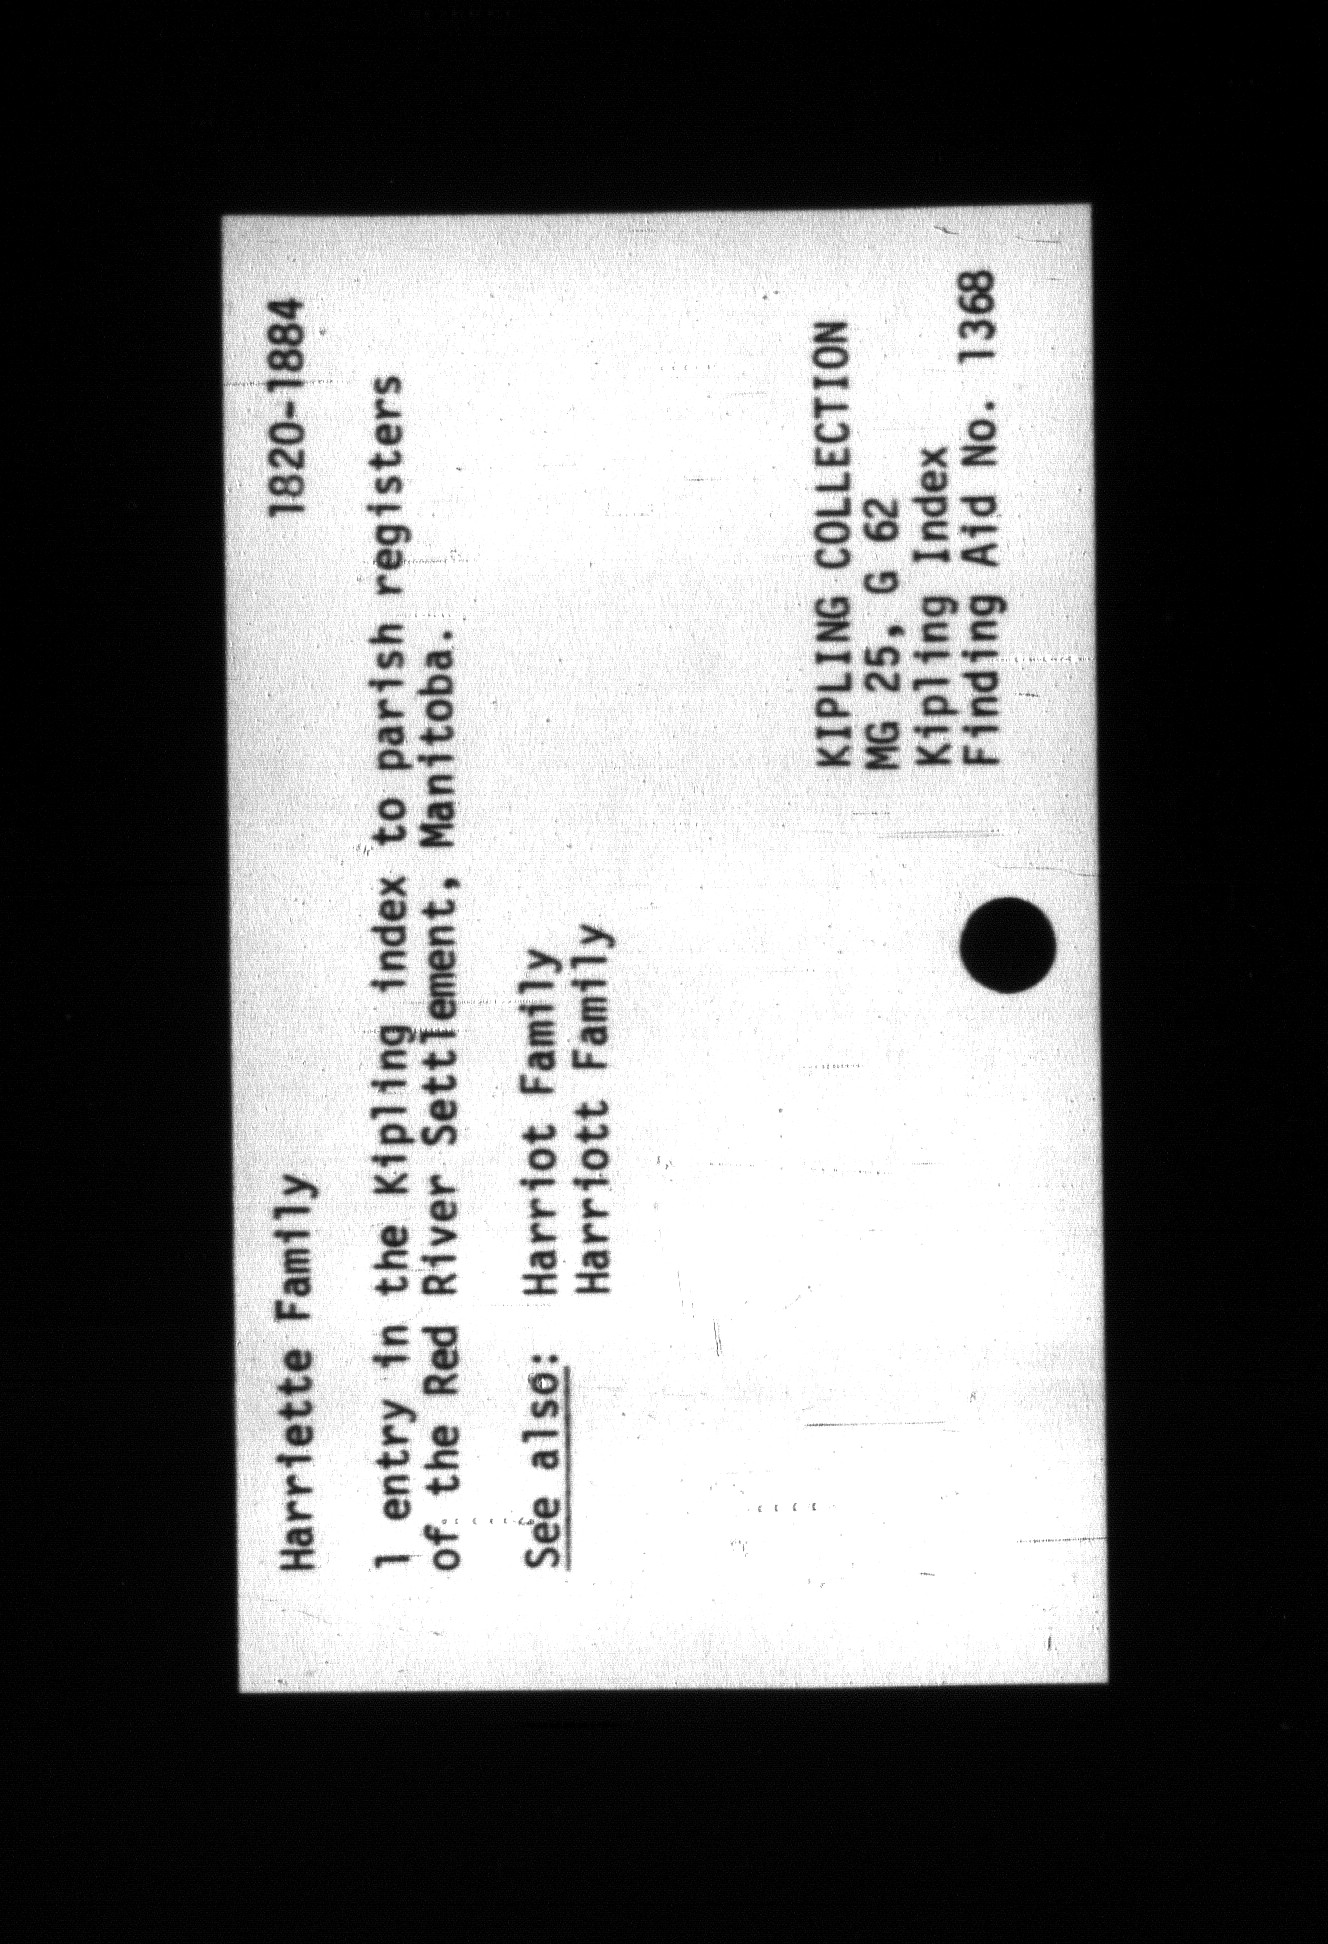 Harriette Family 1820-1884
1 entry in the Kipling index to parish registers
of the Red River Settlement, Manitoba.
See also: Harriot Family
Harriott Family
KIPLING COLLECTION
MG 25, G 62
Kipling Index
Finding Aid No. 1368